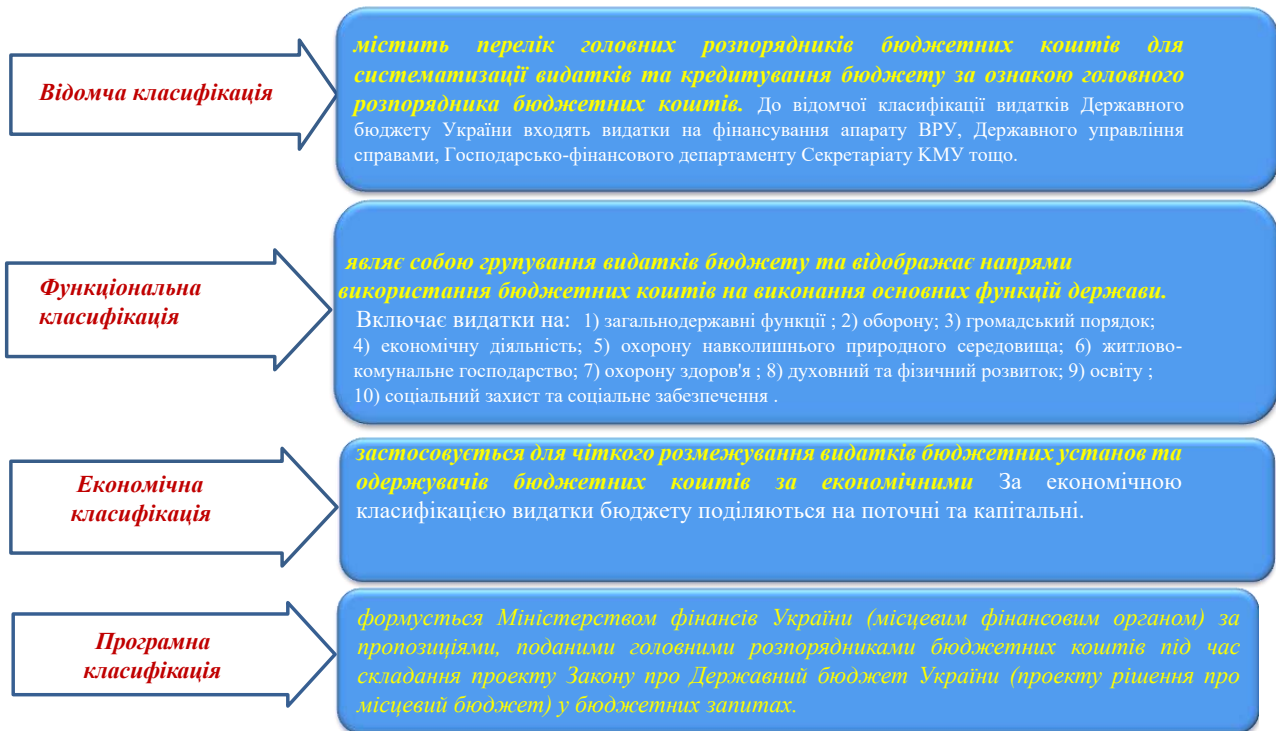 Відомча класифікація
містить перелік головних розпорядників бюджетних коштів для
систематизації видатків та кредитування бюджету за ознакою головного
розпорядника бюджетних коштів. До відомчої класифікації видатків Державного
бюджету України входять видатки на фінансування апарату ВРУ, Державного управління
справами, Господарсько-фінансового департаменту Секретаріату КМУ тощо.
Функціональна
класифікація
являє собою групування видатків бюджету та відображає напрями
використання бюджетних коштів на виконання основних функцій держави.
Включає видатки на: 1) загальнодержавні функції ; 2) оборону; 3) громадський порядок;
4) економічну діяльність; 5) охорону навколишнього природного середовища; 6) житлово-
комунальне господарство; 7) охорону здоров'я ; 8) духовний та фізичний розвиток; 9) освіту ;
10) соціальний захист та соціальне забезпечення .
Економічна
класифікація
застосовується для чіткого розмежування видатків бюджетних установ та
одержувачів бюджетних коштів за економічними За економічною
класифікацією видатки бюджету поділяються на поточні та капітальні.
Програмна
класифікація
формується Міністерством фінансів України (місцевим фінансовим органом) за
пропозиціями, поданими головними розпорядниками бюджетних коштів під час
складання проекту Закону про Державний бюджет України (проекту рішення про
місцевий бюджет) у бюджетних запитах.